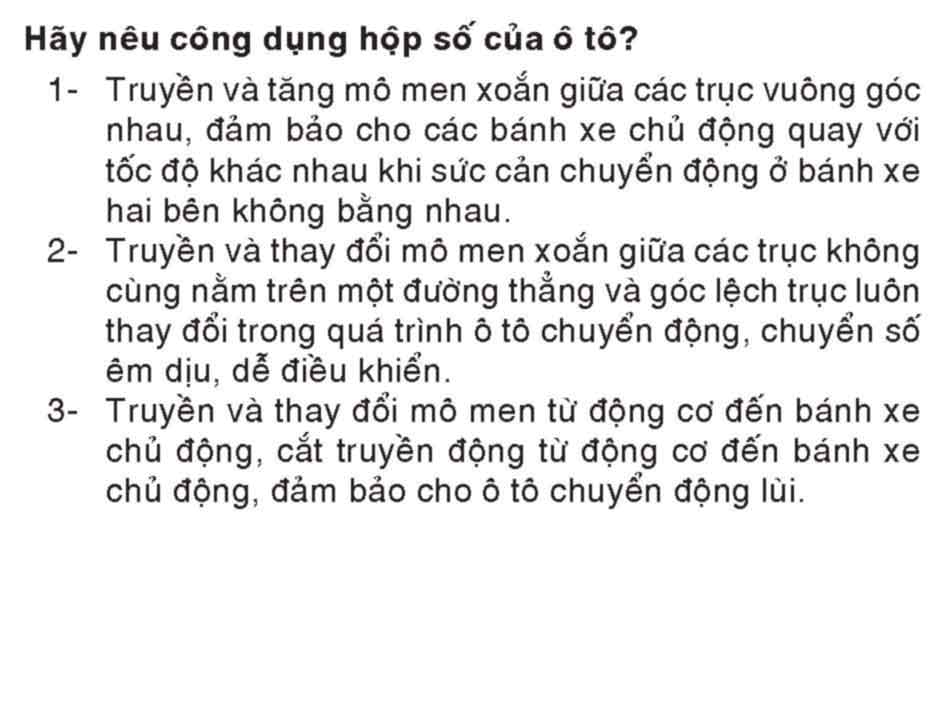 Hãy nêu công dụng hộp số của ô tô?
1- Truyền và tăng mô men xoắn giữa các trục vuông góc
nhau, đảm bảo cho các bánh xe chủ động quay với
tốc độ khác nhau khi sức cản chuyển động ở bánh xe
hai bên không bằng nhau.
2- Truyền và thay đổi mô men xoắn giữa các trục không
cùng nằm trên một đường thẳng và góc lệch trục luôn
thay đổi trong quá trình ô tô chuyển động, chuyển số
êm dịu, dễ điều khiển.
3- Truyền và thay đổi mô men từ động cơ đến bánh xe
chủ động, cắt truyền động từ động cơ đến bánh xe
chủ động, đảm bảo cho ô tô chuyển động lùi.